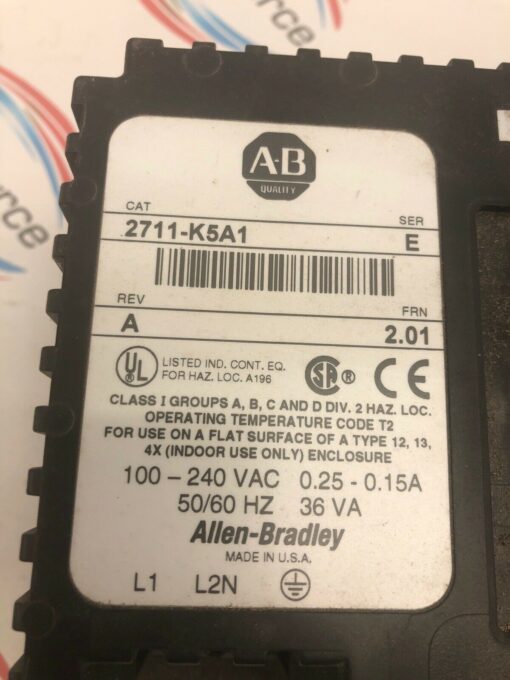 A·B
QUALITY
CAT
SER
2711-K5A1
E
REV
FRN
A
2.01
UL
LISTED IND. CONT. EQ.
FOR HAZ. LOC. A196
SA ® CE
CLASS I GROUPS A, B, C AND D DIV. 2 HAZ. LOC.
OPERATING TEMPERATURE CODE T2
FOR USE ON A FLAT SURFACE OF A TYPE 12, 13,
4X (INDOOR USE ONLY) ENCLOSURE
100 – 240 VAC 0.25 - 0.15A
50/60 HZ 36 VA
Allen-Bradley
MADE IN U.S.A.
L1 L2N